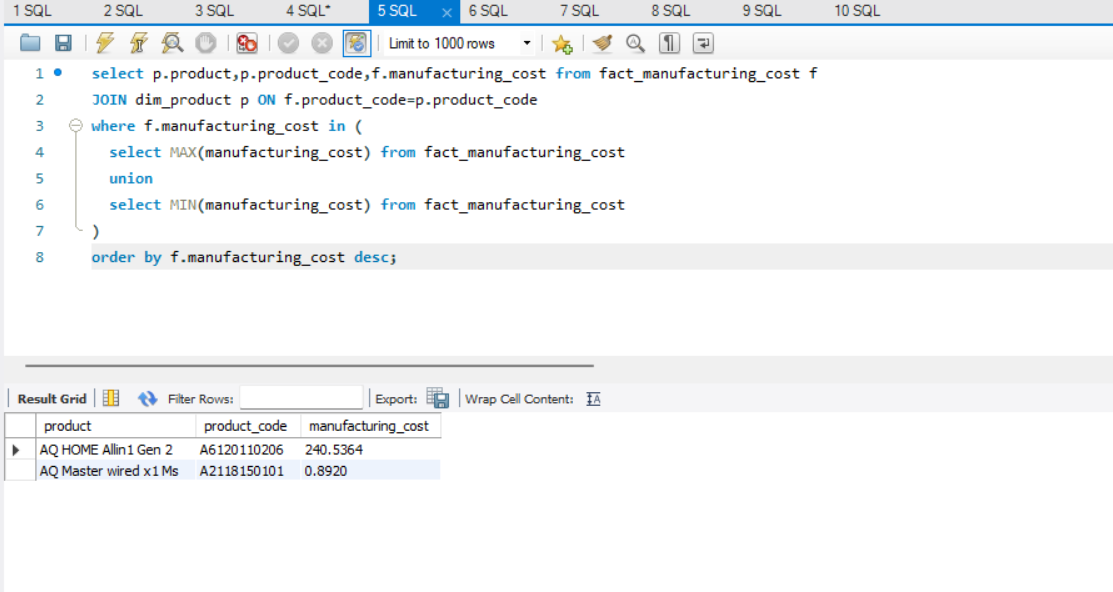 1 SQL 2 SQL 3 SQL 4 SQL* 5 SQL × 6 SQL 7 SQL 8 SQL 9 SQL 10 SQL
Limit to 1000 rows
1 select p.product,p.product_code,f.manufacturing_cost from fact_manufacturing_cost f
2 JOIN dim_product p ON f.product_code=p.product_code
3 where f.manufacturing_cost in (
4 select MAX(manufacturing_cost) from fact_manufacturing_cost
5 union
6 select MIN(manufacturing_cost) from fact_manufacturing_cost
7 )
8 order by f.manufacturing_cost desc;
Result Grid Filter Rows: Export: Wrap Cell Content: IA
product product_code manufacturing_cost
AQ HOME Allin1 Gen 2 A6120110206 240.5364
AQ Master wired x1 Ms A2118150101 0.8920